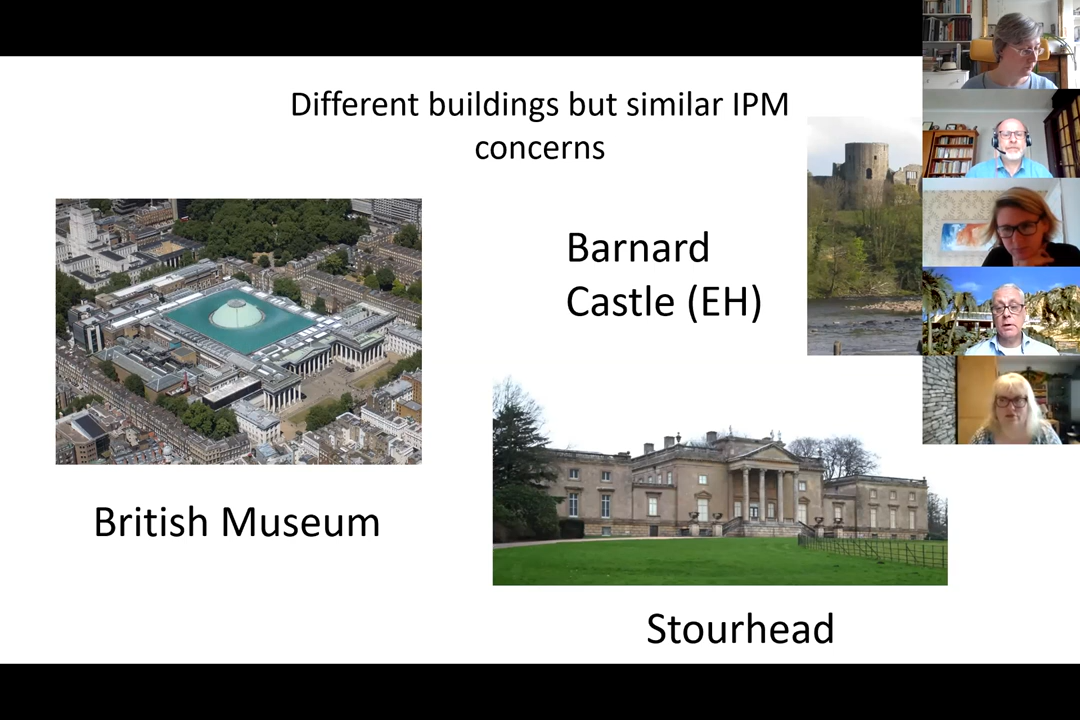 Different buildings but similar IPM
concerns
Barnard
Castle (EH)
British Museum
Stourhead